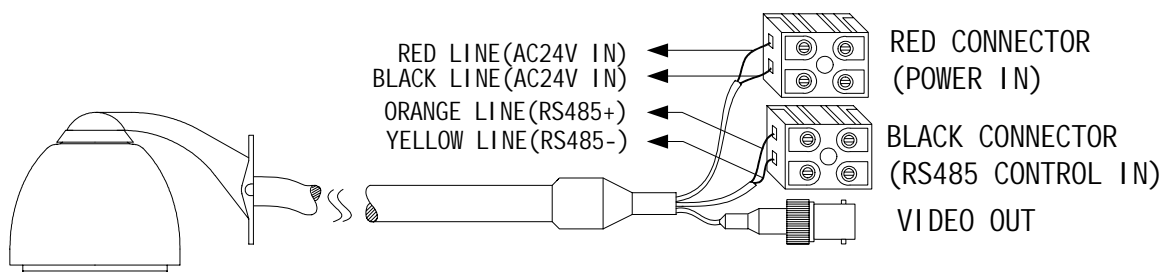 RED LINE(AC24V IN)
BLACK LINE(AC24V IN)
ORANGE LINE(RS485+)
YELLOW LINE(RS485-)
RED CONNECTOR
(POWER IN)
BLACK CONNECTOR
(RS485 CONTROL IN)
VIDEO OUT